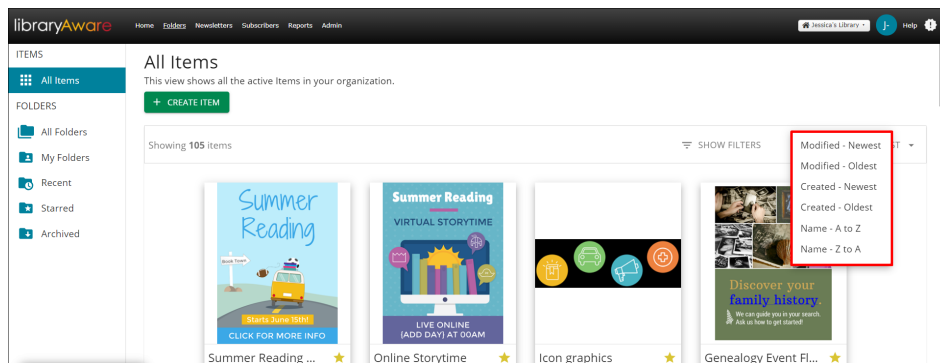 libraryAware
Home Folders Newsletters Subscribers Reports Admin
Jessica's Library
J-
Help
ITEMS
All Items
FOLDERS
All Folders
My Folders
Recent
Starred
Archived
All Items
This view shows all the active Items in your organization.
+ CREATE ITEM
Showing 105 items
SHOW FILTERS
ST
Modified - Newest
Modified - Oldest
Created - Newest
Created - Oldest
Name - A to Z
Name - Z to A
Summer
Reading
Book Town
Starts June 15th!
CLICK FOR MORE INFO
Summer Reading ...
Summer Reading
VIRTUAL STORYTIME
LIVE ONLINE
(ADD DAY) AT 00AM
Online Storytime
Icon graphics
Discover your
family history.
We can guide you in your search.
Ask us how to get started!
Genealogy Event Fl...